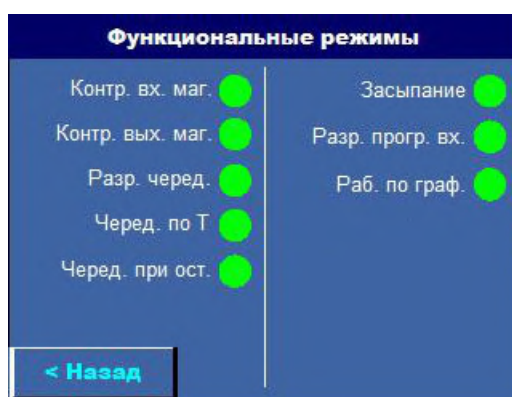 Функциональные режимы
Контр. вх. маг.
Контр. вых. маг.
Разр. черед.
Черед. по Т
Черед. при ост.
Засыпание
Разр. прогр. вх.
Раб. по граф.
< Назад